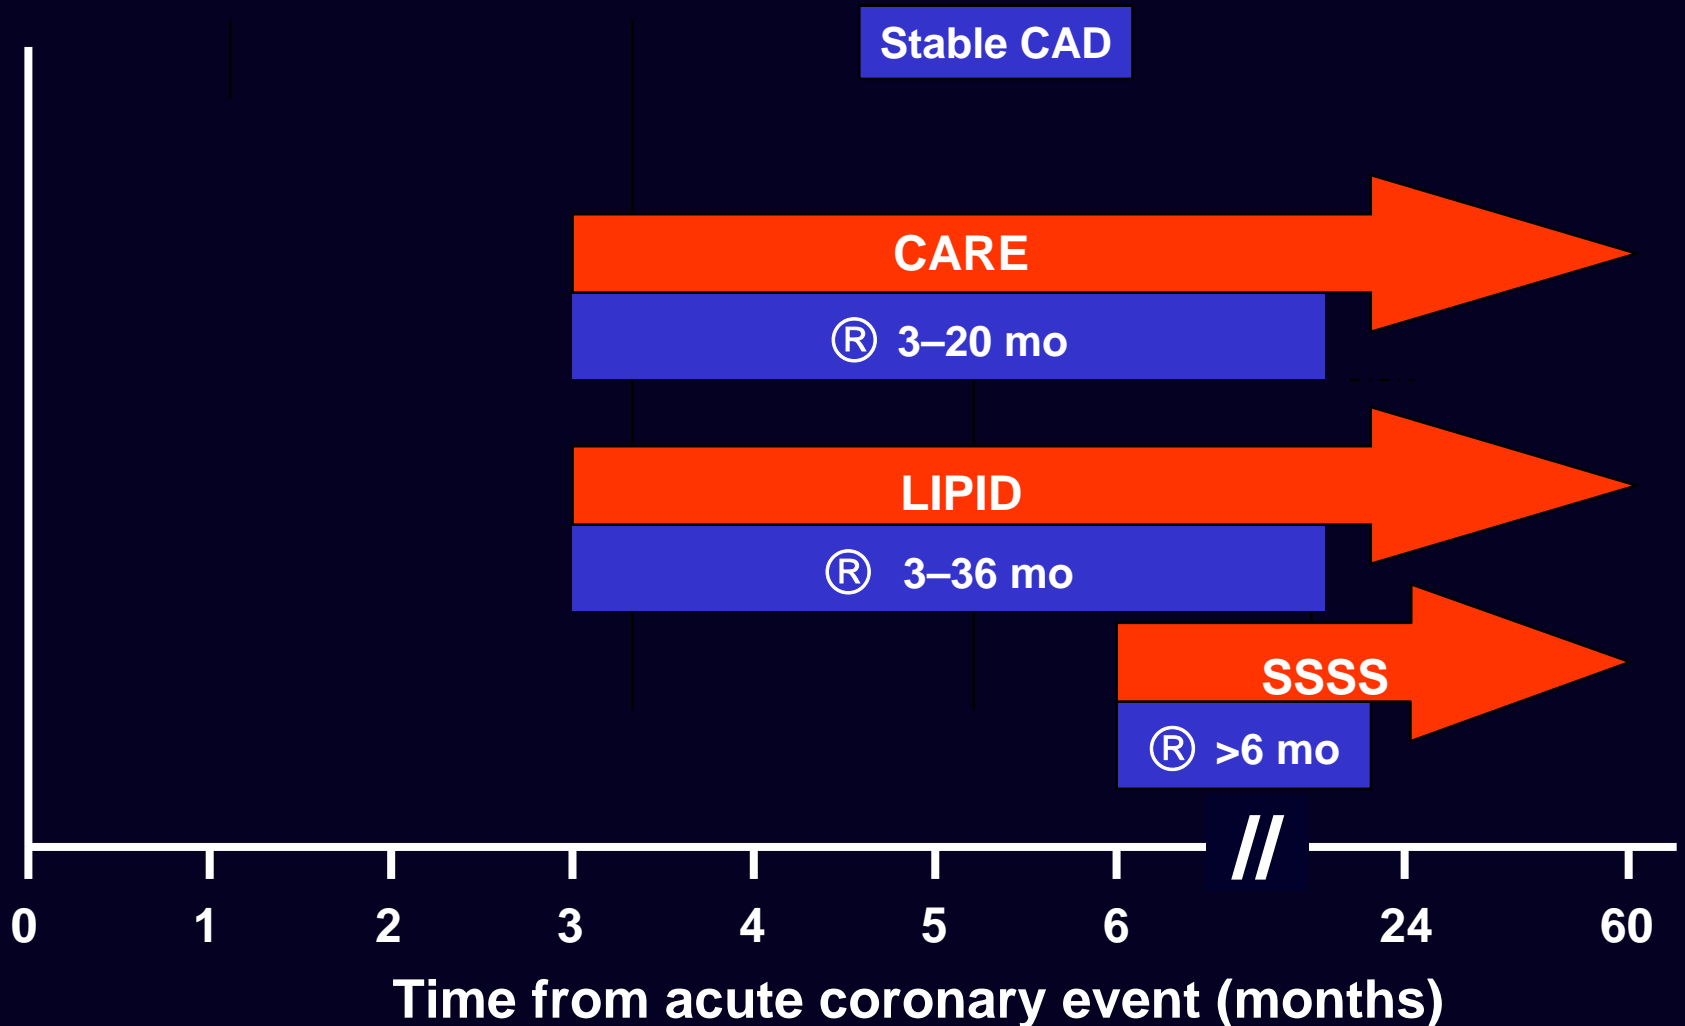 Stable CAD
CARE
® 3–20 mo
LIPID
® 3–36 mo
SSSS
® >6 mo
//
0 1 2 3 4 5 6 24 60
Time from acute coronary event (months)